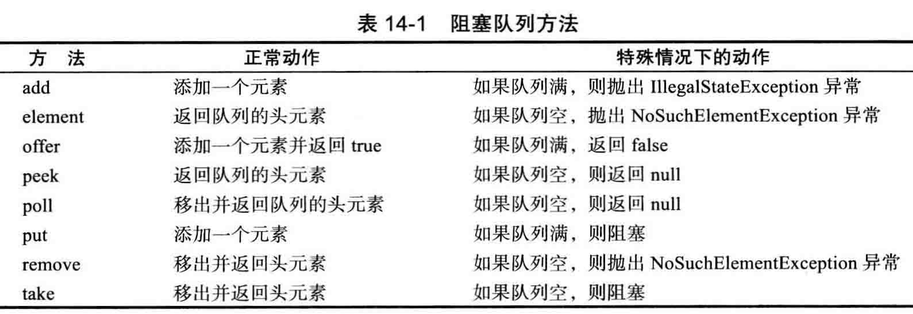 表 14-1 阻塞队列方法
方 法 正常动作 特殊情况下的动作
add 添加一个元素 如果队列满，则抛出 IllegalStateException 异常
element 返回队列的头元素 如果队列空，抛出 NoSuchElementException 异常
offer 添加一个元素并返回 true 如果队列满，返回 false
peek 返回队列的头元素 如果队列空，则返回 null
poll 移出并返回队列的头元素 如果队列空，则返回 null
put 添加一个元素 如果队列满，则阻塞
remove 移出并返回头元素 如果队列空，则抛出 NoSuchElementException 异常
take 移出并返回头元素 如果队列空，则阻塞